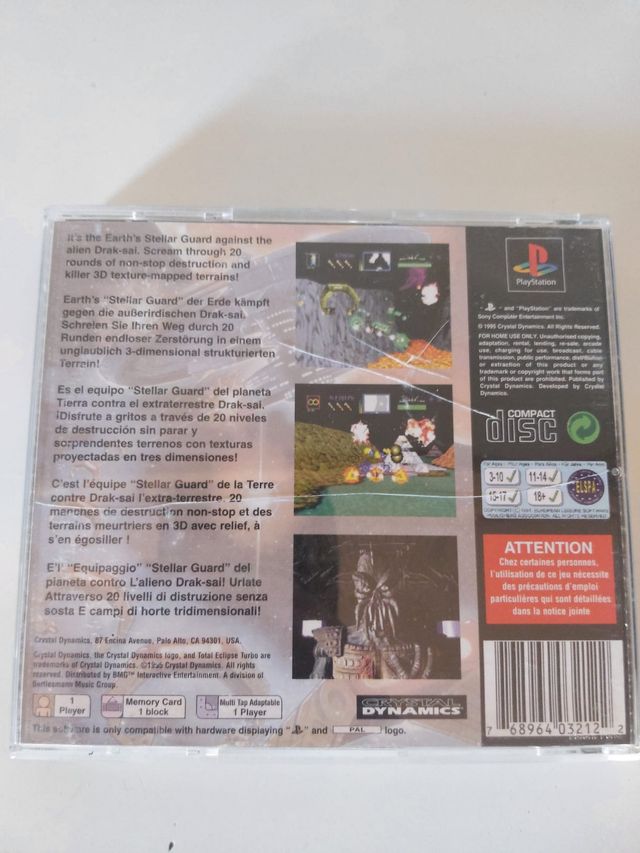 It's the Earth's Stellar Guard against the
alien Drak-sai. Scream through 20
rounds of non-stop destruction and
killer 3D texture-mapped terrains!
Earth's "Stellar Guard" der Erde kämpft
gegen die außerirdischen Drak-sai.
Schreien Sie Ihren Weg durch 20
Runden endloser Zerstörung in einem
unglaublich 3-dimensional strukturierten
Terrein!
Es el equipo "Stellar Guard" del planeta
Tierra contra el extraterrestre Drak-sai.
¡Disfrute a gritos a través de 20 niveles
de destrucción sin parar y
sorprendentes terrenos con texturas
proyectadas en tres dimensiones!
C'est l'équipe "Stellar Guard" de la Terre
contre Drak-sai l'extra-terrestre. 20
manches de destruction non-stop et des
terrains meurtriers en 3D avec relief, à
s'en égosiller !
E'l' "Equipaggio" "Stellar Guard" del
planeta contro L'alieno Drak-sai! Urlate
Attraverso 20 livelli di distruzione senza
sosta E campi di horte tridimensionali!
Crystal Dynamics, 87 Encina Avenue, Palo Alto, CA 94301, USA.
Crystal Dynamics, the Crystal Dynamics logo, and Total Eclipse Turbo are
trademarks of Crystal Dynamics. ©1995 Crystal Dynamics. All rights
reserved. Distributed by BMG™ Interactive Entertainment. A division of
Bertlesmann Music Group.
1
Player
Memory Card
1 block
Multi Tap Adaptable
1 Player
CRYSTAL
DYNAMICS
This software is only compatible with hardware displaying " " and PAL logo.
PlayStation
" " and "PlayStation" are trademarks of
Sony Computer Entertainment Inc.
© 1995 Crystal Dynamics. All Rights Reserved.
FOR HOME USE ONLY. Unauthorised copying,
adaptation, rental, lending, re-sale, arcade
use, charging for use, broadcast, cable
transmission, public performance, distribution
or extraction of this product or any
trademark or copyright work that forms part
of this product are prohibited. Published by
Crystal Dynamics. Developed by Crystal
Dynamics.
COMPACT
disc
3-10 11-14
15-17 18+
ELSPA
ATTENTION
Chez certaines personnes,
l'utilisation de ce jeu nécessite
des précautions d'emploi
particulières qui sont détaillées
dans la notice jointe
7 68964 03212 2